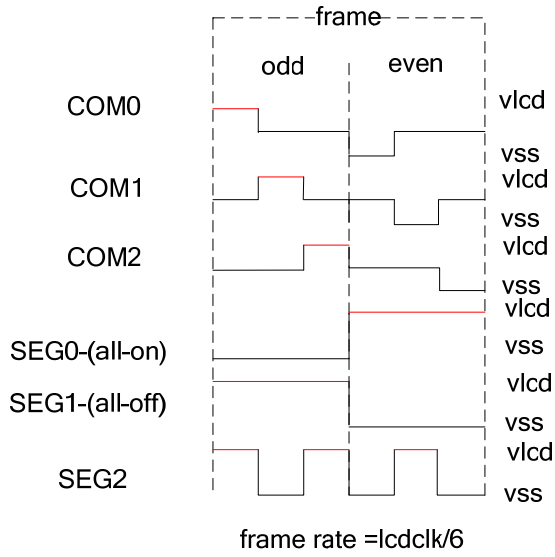 frame
odd even
COM0 vlcd
vss
COM1 vlcd
vss
COM2 vlcd
vss
vlcd
SEG0-(all-on) vss
vlcd
SEG1-(all-off)
vss
vlcd
SEG2
vss
frame rate =lcdclk/6